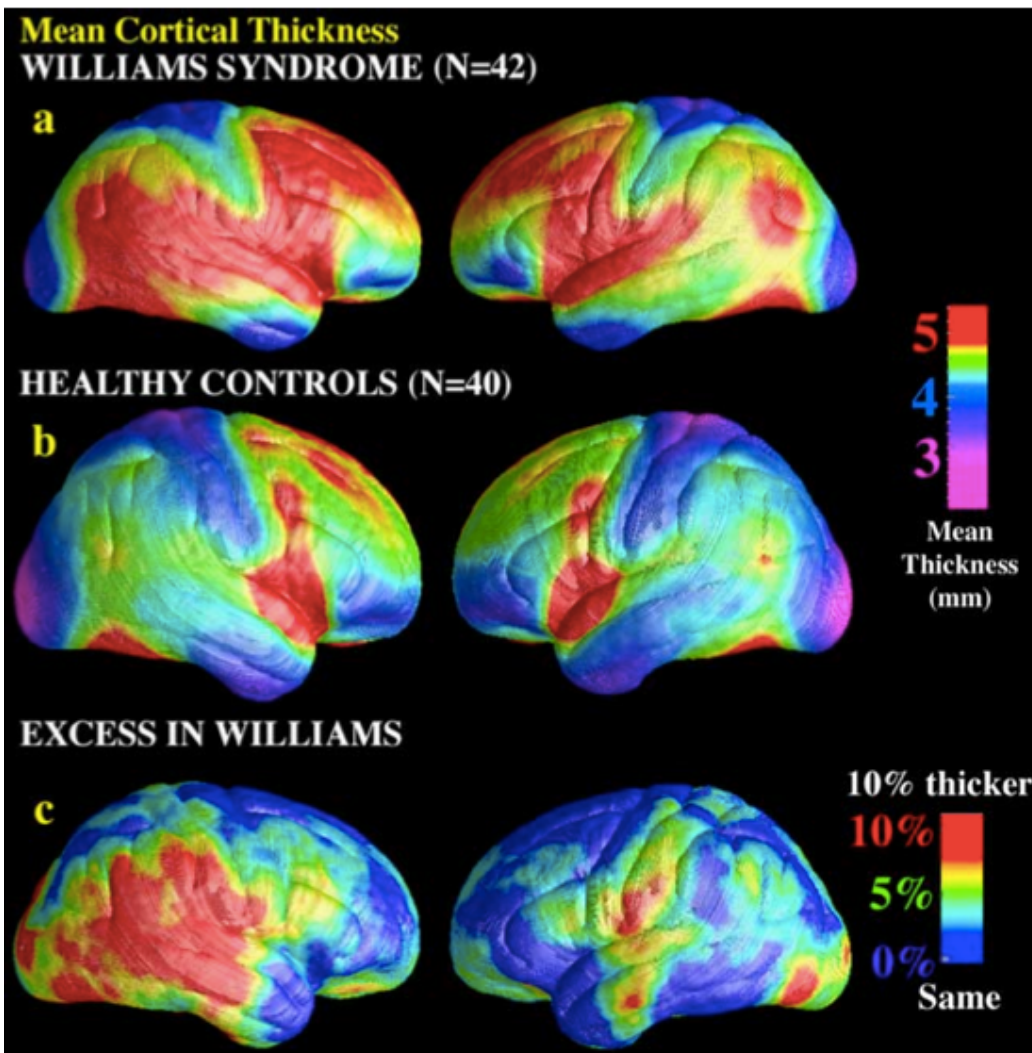 Mean Cortical Thickness
WILLIAMS SYNDROME (N=42)
a
HEALTHY CONTROLS (N=40)
b
5
4
3
Mean
Thickness
(mm)
EXCESS IN WILLIAMS
c
10% thicker
10%
5%
0%
Same